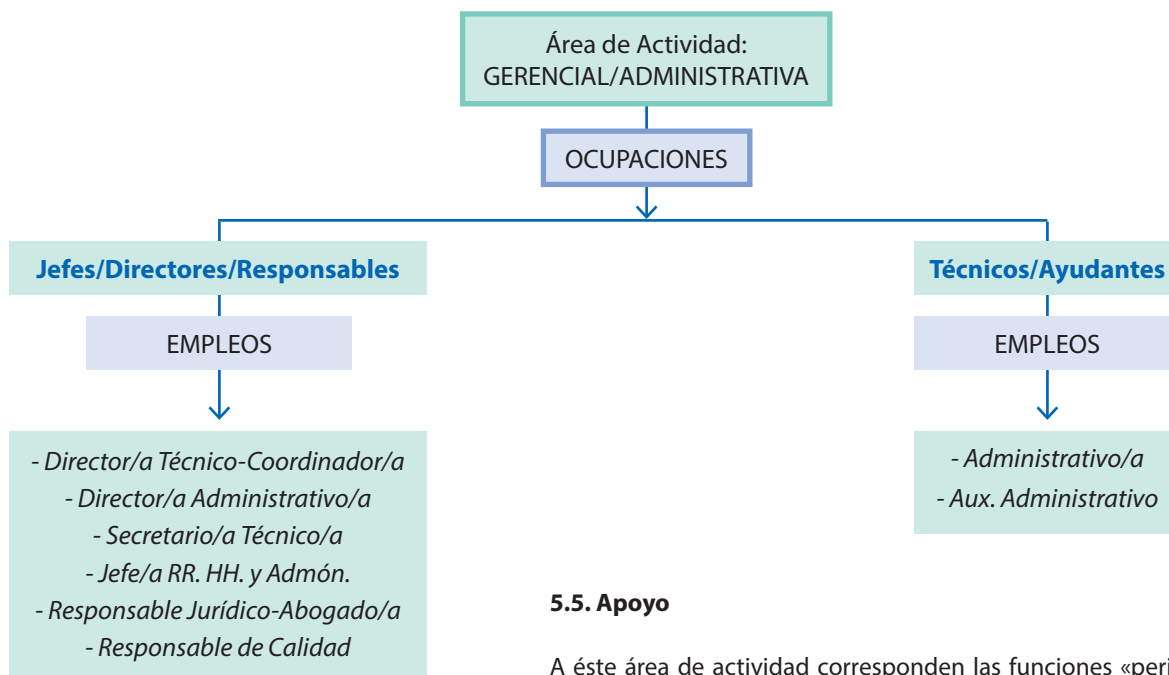 Área de Actividad:
GERENCIAL/ADMINISTRATIVA
OCUPACIONES
Jefes/Directores/Responsables
EMPLEOS
- Director/a Técnico-Coordinador/a
- Director/a Administrativo/a
- Secretario/a Técnico/a
- Jefe/a RR. HH. y Admón.
- Responsable Jurídico-Abogado/a
- Responsable de Calidad
Técnicos/Ayudantes
EMPLEOS
- Administrativo/a
- Aux. Administrativo
5.5. Apoyo
A éste área de actividad corresponden las funciones «peri